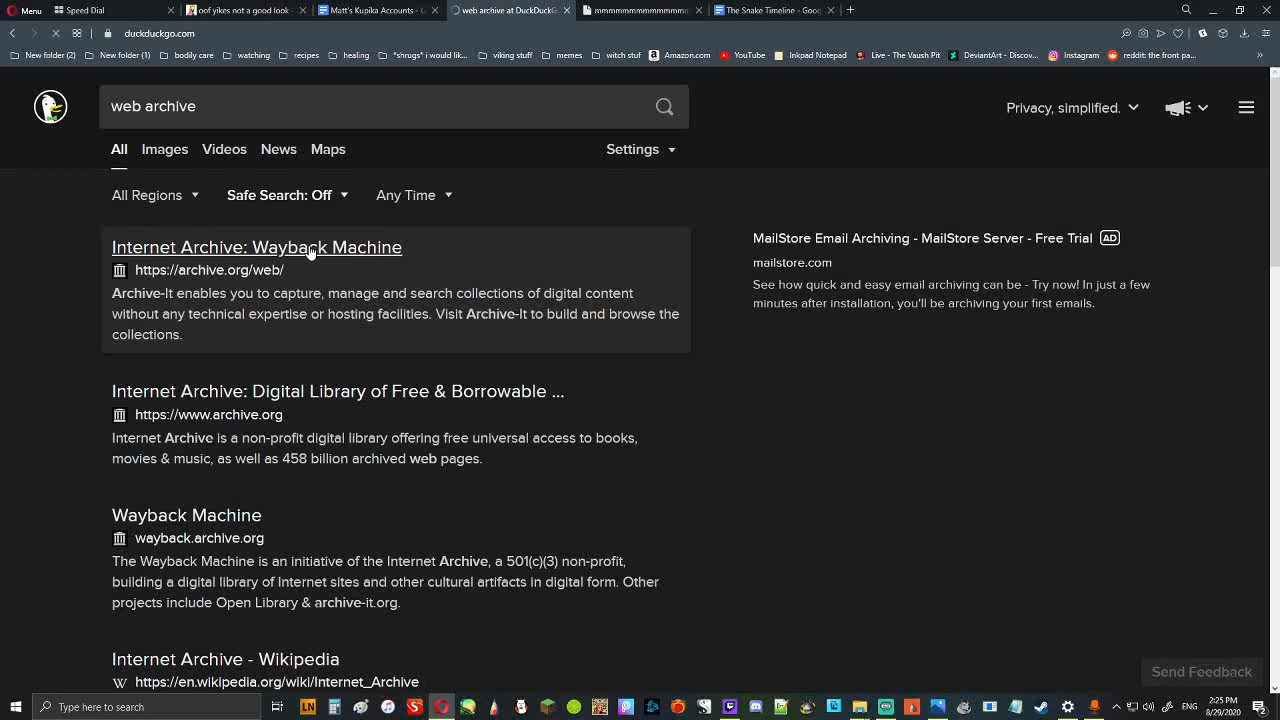 Menu
Speed Dial
oof yikes not a good look
Matt's Kupika Accounts - G
web archive at DuckDuckG
mmmmmmmmmmmmmm
The Snake Timeline - Goog
duckduckgo.com
New folder (2)
New folder (1)
bodily care
watching
recipes
healing
*shrugs* i would lik...
viking stuff
memes
witch stuf
Amazon.com
YouTube
Inkpad Notepad
Live - The Vaush Pit
DeviantArt - Discov...
Instagram
reddit: the front pa...
web archive
Privacy, simplified.
All
Images
Videos
News
Maps
Settings
All Regions
Safe Search: Off
Any Time
Internet Archive: Wayback Machine
https://archive.org/web/
Archive-It enables you to capture, manage and search collections of digital content
without any technical expertise or hosting facilities. Visit Archive-It to build and browse the
collections.
MailStore Email Archiving - MailStore Server - Free Trial AD
mailstore.com
See how quick and easy email archiving can be - Try now! In just a few
minutes after installation, you'll be archiving your first emails.
Internet Archive: Digital Library of Free & Borrowable ...
https://www.archive.org
Internet Archive is a non-profit digital library offering free universal access to books,
movies & music, as well as 458 billion archived web pages.
Wayback Machine
wayback.archive.org
The Wayback Machine is an initiative of the Internet Archive, a 501(c)(3) non-profit,
building a digital library of Internet sites and other cultural artifacts in digital form. Other
projects include Open Library & archive-it.org.
Internet Archive - Wikipedia
W https://en.wikipedia.org/wiki/Internet_Archive
Send Feedback
Type here to search
LN
ENG
2:25 PM
8/29/2020